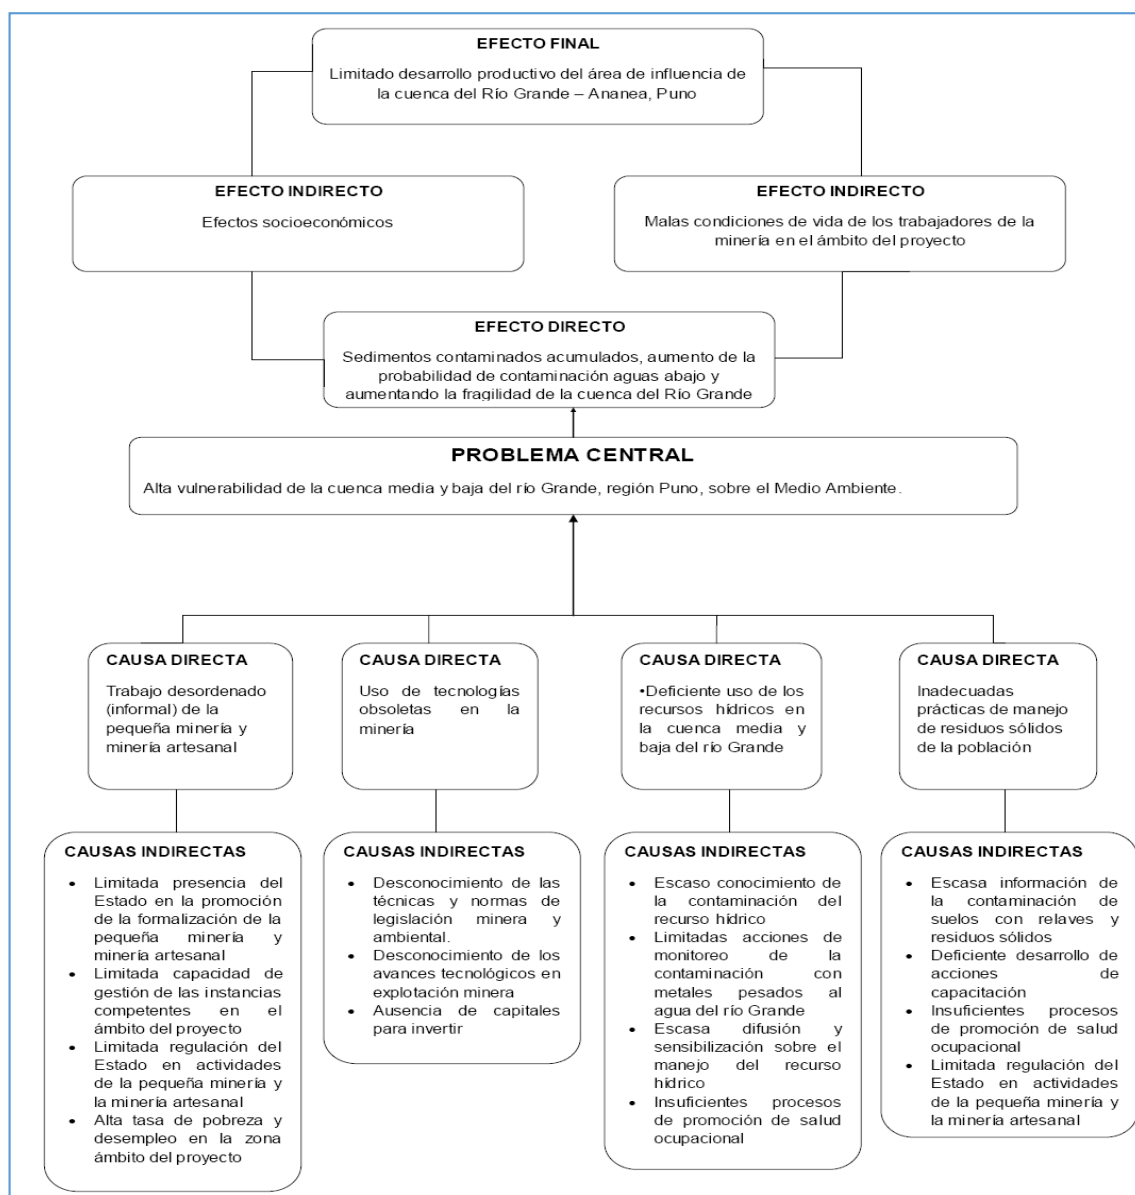 EFECTO FINAL
Limitado desarrollo productivo del área de influencia de
la cuenca del Río Grande – Ananea, Puno
EFECTO INDIRECTO
Efectos socioeconómicos
EFECTO INDIRECTO
Malas condiciones de vida de los trabajadores de la
minería en el ámbito del proyecto
EFECTO DIRECTO
Sedimentos contaminados acumulados, aumento de la
probabilidad de contaminación aguas abajo y
aumentando la fragilidad de la cuenca del Río Grande
PROBLEMA CENTRAL
Alta vulnerabilidad de la cuenca media y baja del río Grande, región Puno, sobre el Medio Ambiente.
CAUSA DIRECTA
Trabajo desordenado
(informal) de la
pequeña minería y
minería artesanal
CAUSA DIRECTA
Uso de tecnologías
obsoletas en la
minería
CAUSA DIRECTA
•Deficiente uso de los
recursos hídricos en
la cuenca media y
baja del río Grande
CAUSA DIRECTA
Inadecuadas
prácticas de manejo
de residuos sólidos
de la población
CAUSAS INDIRECTAS
• Limitada presencia del
Estado en la promoción
de la formalización de la
pequeña minería y
minería artesanal
• Limitada capacidad de
gestión de las instancias
competentes en el
ámbito del proyecto
• Limitada regulación del
Estado en actividades
de la pequeña minería y
la minería artesanal
• Alta tasa de pobreza y
desempleo en la zona
ámbito del proyecto
CAUSAS INDIRECTAS
• Desconocimiento de las
técnicas y normas de
legislación minera y
ambiental.
• Desconocimiento de los
avances tecnológicos en
explotación minera
• Ausencia de capitales
para invertir
CAUSAS INDIRECTAS
• Escaso conocimiento de
la contaminación del
recurso hídrico
• Limitadas acciones de
monitoreo de la
contaminación con
metales pesados al
agua del río Grande
• Escasa difusión y
sensibilización sobre el
manejo del recurso
hídrico
• Insuficientes procesos
de promoción de salud
ocupacional
CAUSAS INDIRECTAS
• Escasa información de
la contaminación de
suelos con relaves y
residuos sólidos
• Deficiente desarrollo de
acciones de
capacitación
• Insuficientes procesos
de promoción de salud
ocupacional
• Limitada regulación del
Estado en actividades
de la pequeña minería y
la minería artesanal